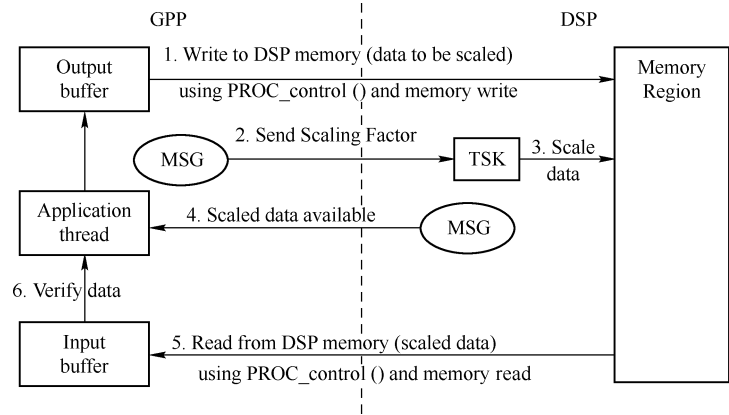 GPP
DSP
1. Write to DSP memory (data to be scaled)
using PROC_control () and memory write
Output
buffer
Memory
Region
2. Send Scaling Factor
MSG
TSK
3. Scale
data
Application
thread
4. Scaled data available
MSG
6. Verify data
Input
buffer
5. Read from DSP memory (scaled data)
using PROC_control () and memory read